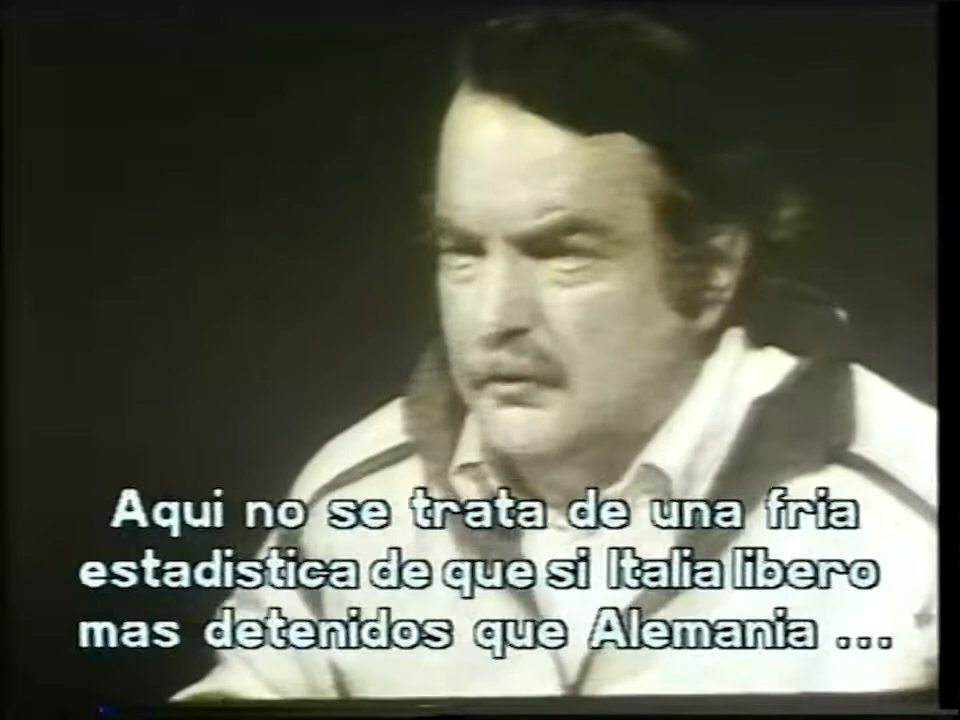 Aqui no se trata de una fria
estadistica de que si Italia libero
mas detenidos que Alemania ...